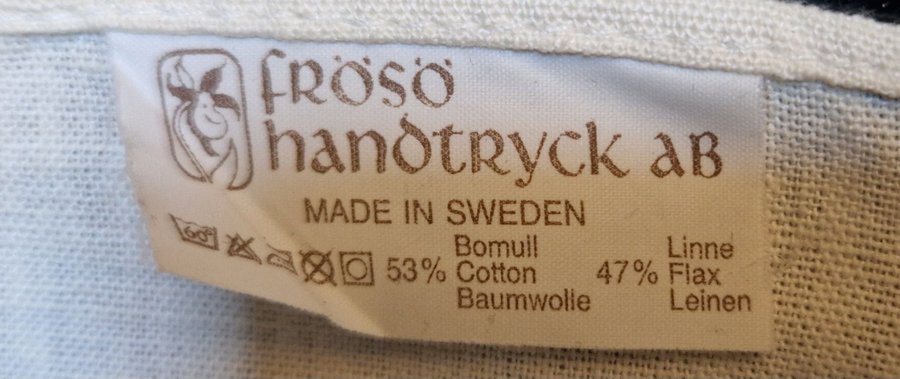 frösö
handtryck AB
MADE IN SWEDEN
60°
53% Bomull Cotton Baumwolle
47% Linne Flax Leinen